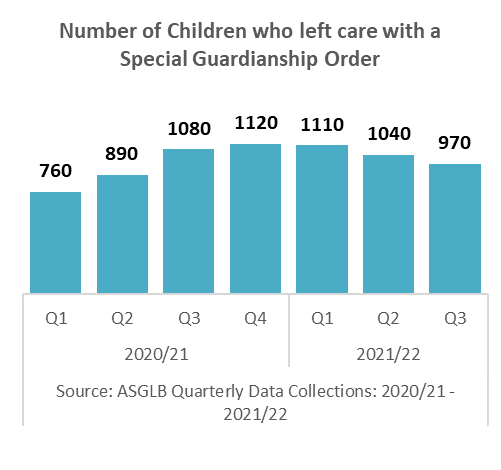 Number of Children who left care with a
Special Guardianship Order
760
890
1080
1120
1110
1040
970
Q1 Q2 Q3 Q4 Q1 Q2 Q3
2020/21 2021/22
Source: ASGLB Quarterly Data Collections: 2020/21 -
2021/22